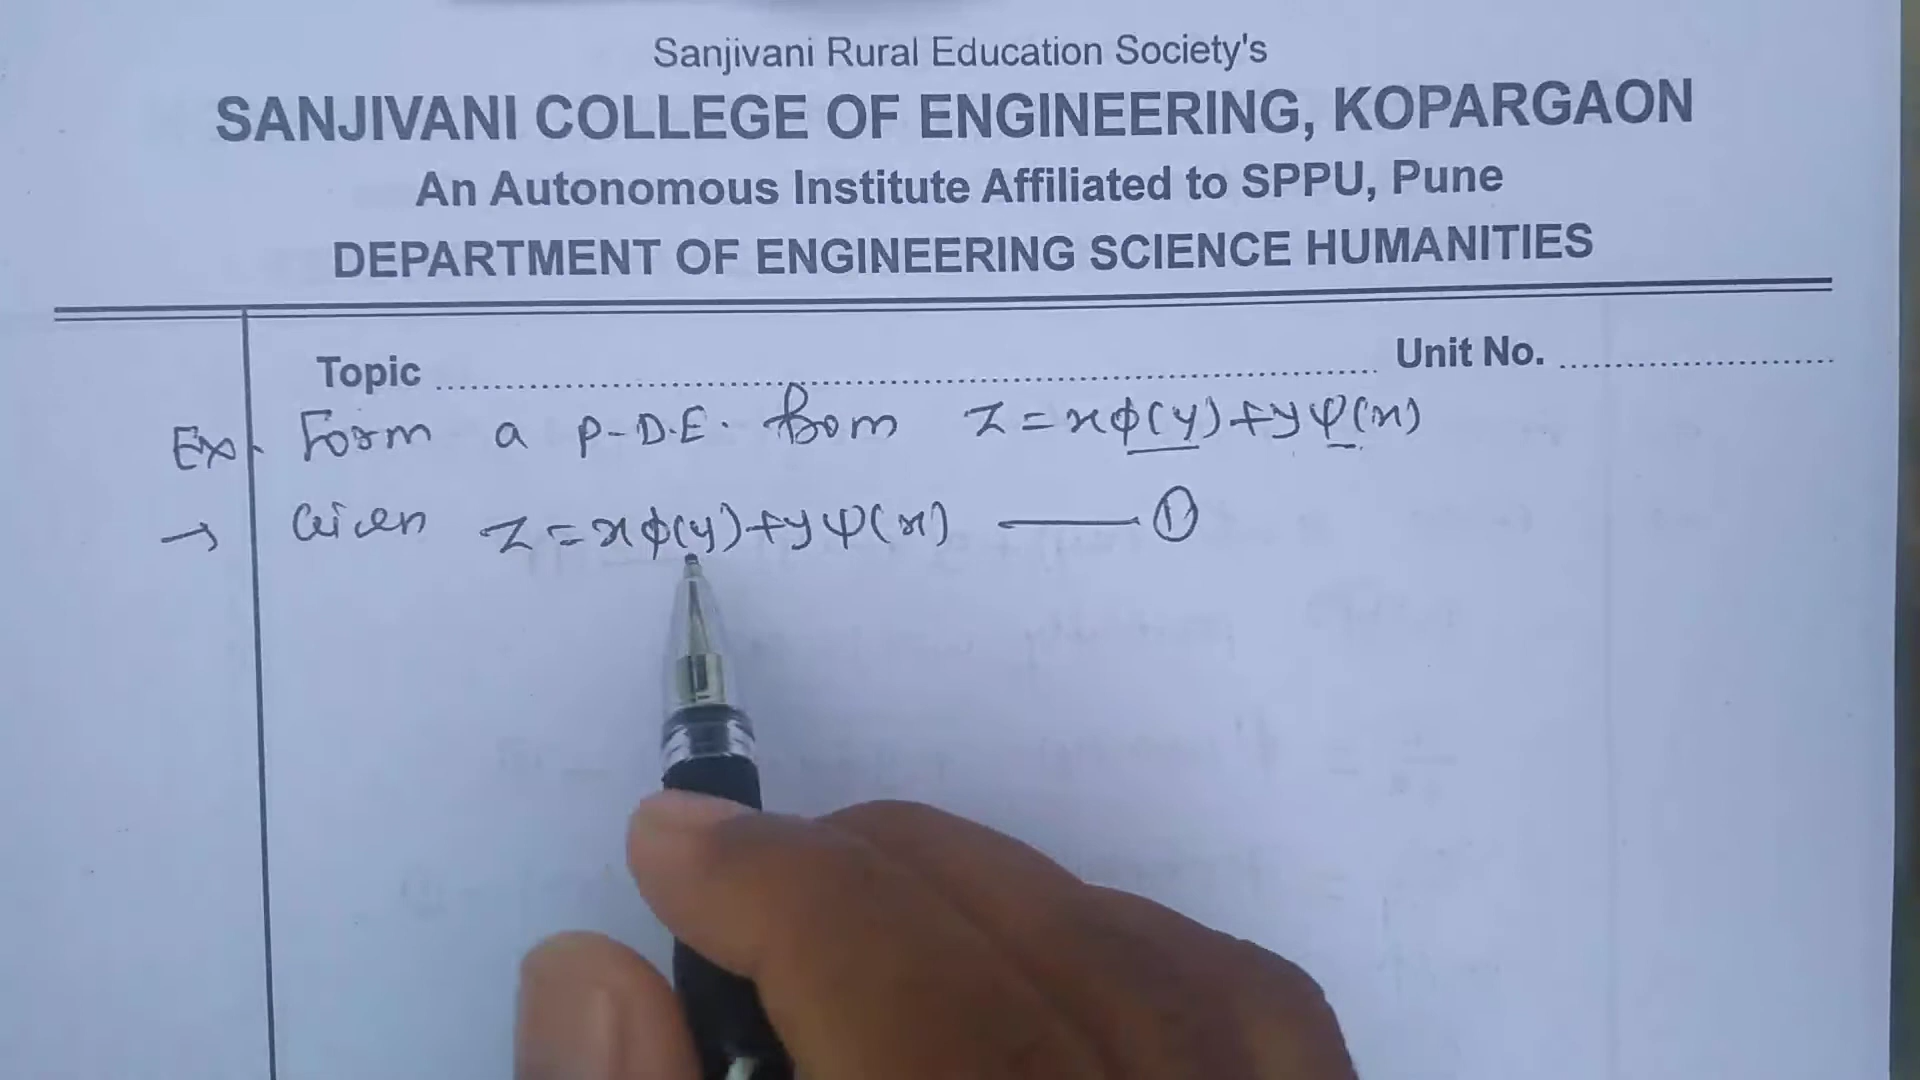 Sanjivani Rural Education Society's
SANJIVANI COLLEGE OF ENGINEERING, KOPARGAON
An Autonomous Institute Affiliated to SPPU, Pune
DEPARTMENT OF ENGINEERING SCIENCE HUMANITIES
Topic ........................................ Unit No. ....................
Ex. Form a P.D.E. from z=xϕ(y)+yψ(x)
→ Given z=xϕ(y)+yψ(x) —— ①